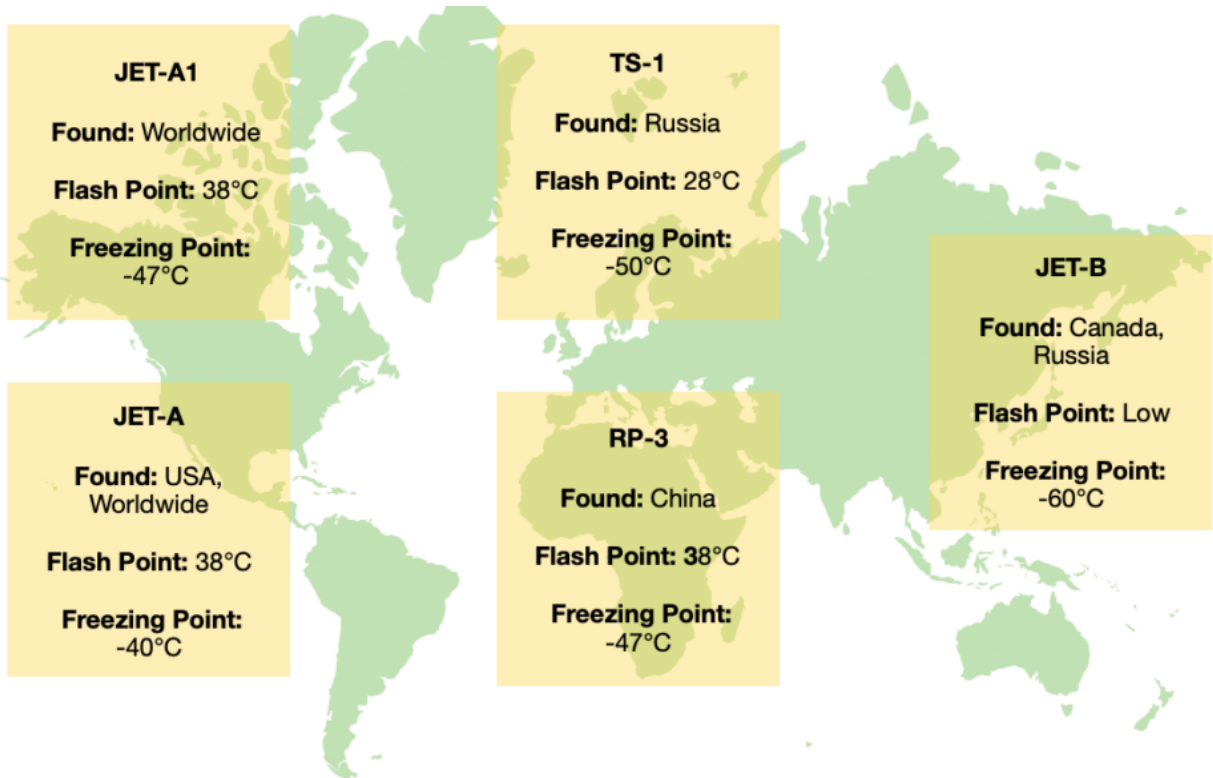 JET-A1
Found: Worldwide
Flash Point: 38°C
Freezing Point:
-47°C
TS-1
Found: Russia
Flash Point: 28°C
Freezing Point:
-50°C
JET-B
Found: Canada,
Russia
Flash Point: Low
Freezing Point:
-60°C
JET-A
Found: USA,
Worldwide
Flash Point: 38°C
Freezing Point:
-40°C
RP-3
Found: China
Flash Point: 38°C
Freezing Point:
-47°C